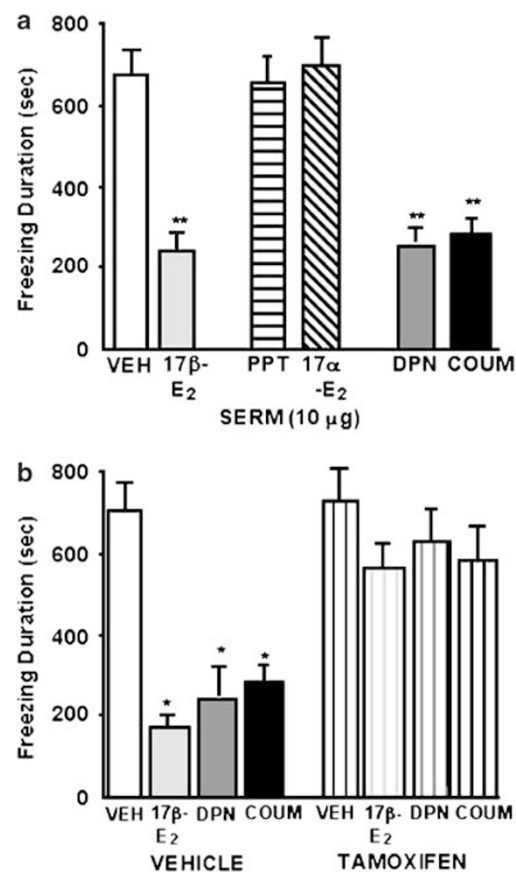 a
800
600
400
200
0
Freezing Duration (sec)
**
**
**
VEH 17β-E₂ PPT 17α-E₂ DPN COUM
SERM (10 μg)
b
800
600
400
200
0
Freezing Duration (sec)
*
*
*
VEH 17β-E₂ DPN COUM VEH 17β-E₂ DPN COUM
VEHICLE TAMOXIFEN